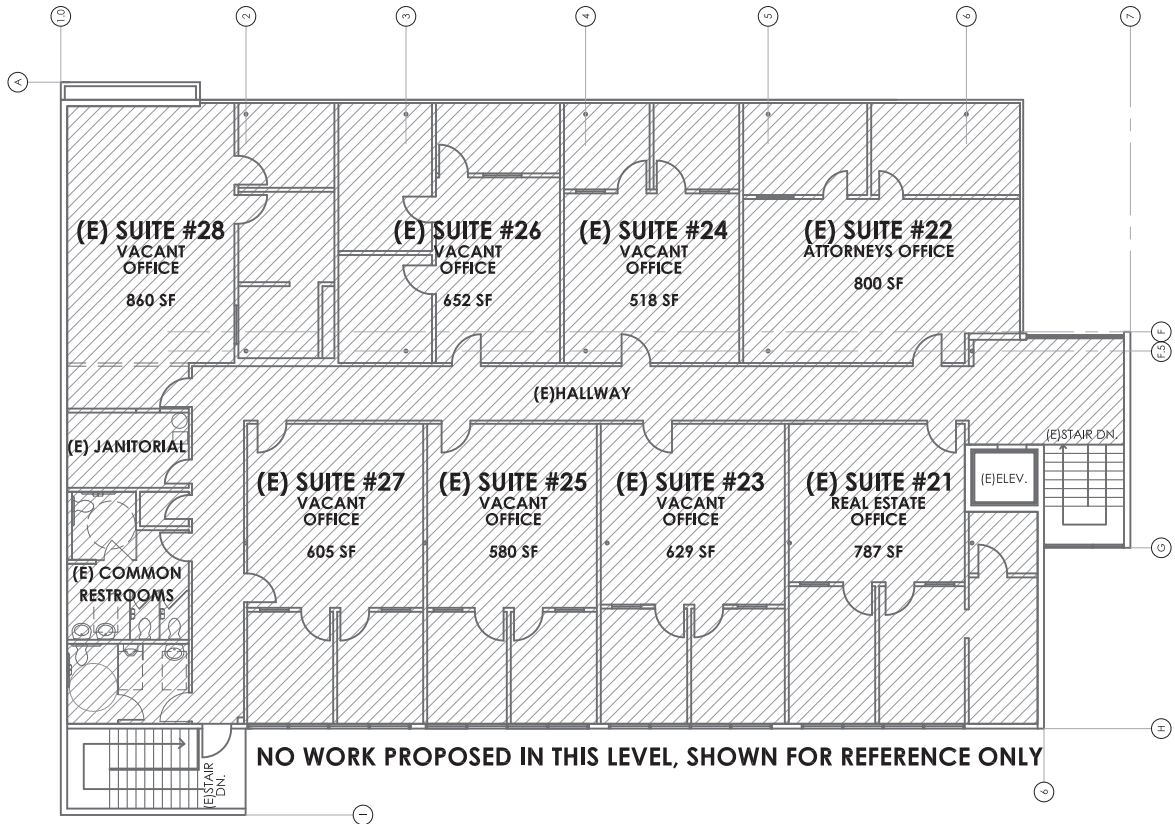 1.0
2
3
4
5
6
7
A
(E) SUITE #28
VACANT
OFFICE
860 SF
(E) SUITE #26
VACANT
OFFICE
652 SF
(E) SUITE #24
VACANT
OFFICE
518 SF
(E) SUITE #22
ATTORNEYS OFFICE
800 SF
F
F.5
(E)HALLWAY
(E) JANITORIAL
(E)STAIR DN.
(E)ELEV.
(E) SUITE #27
VACANT
OFFICE
605 SF
(E) SUITE #25
VACANT
OFFICE
580 SF
(E) SUITE #23
VACANT
OFFICE
629 SF
(E) SUITE #21
REAL ESTATE
OFFICE
787 SF
G
(E) COMMON
RESTROOMS
H
(E)STAIR
DN.
NO WORK PROPOSED IN THIS LEVEL, SHOWN FOR REFERENCE ONLY
6
I